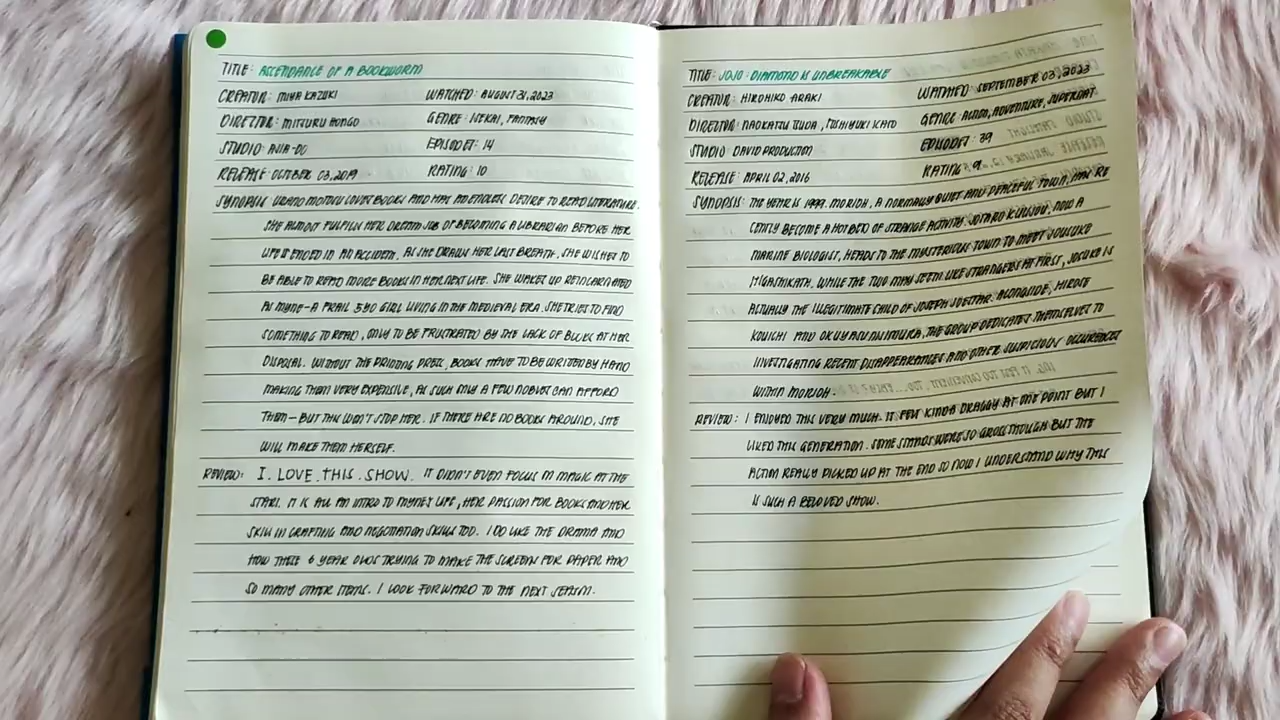 TITLE: ASCENDANCE OF A BOOKWORM
CREATOR: MIYA KAZUKI WATCHED: AUGUST 31, 2023
DIRECTOR: MITSURU HONGO GENRE: ISEKAI, FANTASY
STUDIO: AJIA-DO EPISODES: 14
RELEASE: OCTOBER 03, 2019 RATING: 10
SYNOPSIS: URANO MOTOSU LOVES BOOKS AND HAS AN ENDLESS DESIRE TO READ LITERATURE.
SHE ALMOST FULFILLS HER DREAM JOB OF BECOMING A LIBRARIAN BEFORE HER
LIFE IS ENDED IN AN ACCIDENT. AS SHE DRAWS HER LAST BREATH, SHE WISHES TO
BE ABLE TO READ MORE BOOKS IN HER NEXT LIFE. SHE WAKES UP REINCARNATED
AS MYNE - A FRAIL 5 YO GIRL LIVING IN THE MEDIEVAL ERA. SHE TRIES TO FIND
SOMETHING TO READ, ONLY TO BE FRUSTRATED BY THE LACK OF BOOKS AT HER
DISPOSAL. WITHOUT THE PRINTING PRESS, BOOKS HAVE TO BE WRITTEN BY HAND
MAKING THEM VERY EXPENSIVE, AS SUCH ONLY A FEW NOBLES CAN AFFORD
THEM - BUT THIS WON'T STOP HER. IF THERE ARE NO BOOKS AROUND, SHE
WILL MAKE THEM HERSELF.
REVIEW: I. LOVE. THIS. SHOW. IT DIDN'T EVEN FOCUS IN MAGIC AT THE
START. IT IS ALL AN INTRO TO MYNE'S LIFE, HER PASSION FOR BOOKS AND HER
SKILL IN CRAFTING AND NEGOTIATION SKILLS TOO. I DO LIKE THE DRAMA AND
HOW THESE 6 YEAR OLDS TRYING TO MAKE THE SCREEN FOR PAPER AND
SO MANY OTHER ITEMS. I LOOK FORWARD TO THE NEXT SEASON.
TITLE: JOJO: DIAMOND IS UNBREAKABLE
CREATOR: HIROHIKO ARAKI WATCHED: SEPTEMBER 03, 2023
DIRECTOR: NAOKATSU TSUDA, TOSHIYUKI KATO GENRE: ACTION, ADVENTURE, SUPERNAT.
STUDIO: DAVID PRODUCTION EPISODES: 39
RELEASE: APRIL 02, 2016 RATING: 9
SYNOPSIS: THE YEAR IS 1999. MORIOH, A NORMALLY QUIET AND PEACEFUL TOWN, HAS RE
CENTLY BECOME A HOTBED OF STRANGE ACTIVITY. JOTARO KUUJOU, NOW A
MARINE BIOLOGIST, HEADS TO THE MYSTERIOUS TOWN TO MEET JOUSUKE
HIGASHIKATA. WHILE THE TWO MAY SEEM LIKE STRANGERS AT FIRST, JOSUKE IS
ACTUALLY THE ILLEGITIMATE CHILD OF JOSEPH JOESTAR. ALONGSIDE, HIROSE
KOUICHI AND OKUYASU NIJIMURA, THE GROUP DEDICATES THEMSELVES TO
INVESTIGATING RECENT DISAPPEARANCES AND OTHER SUSPICIOUS OCCURENCES
WITHIN MORIOH.
REVIEW: I ENJOYED THIS VERY MUCH. IT FELT KINDA DRAGGY AT ONE POINT BUT I
LIKED THIS GENERATION. SOME STANDS WERE SO GROSS THOUGH BUT THE
ACTION REALLY PICKED UP AT THE END SO NOW I UNDERSTAND WHY THIS
IS SUCH A BELOVED SHOW.